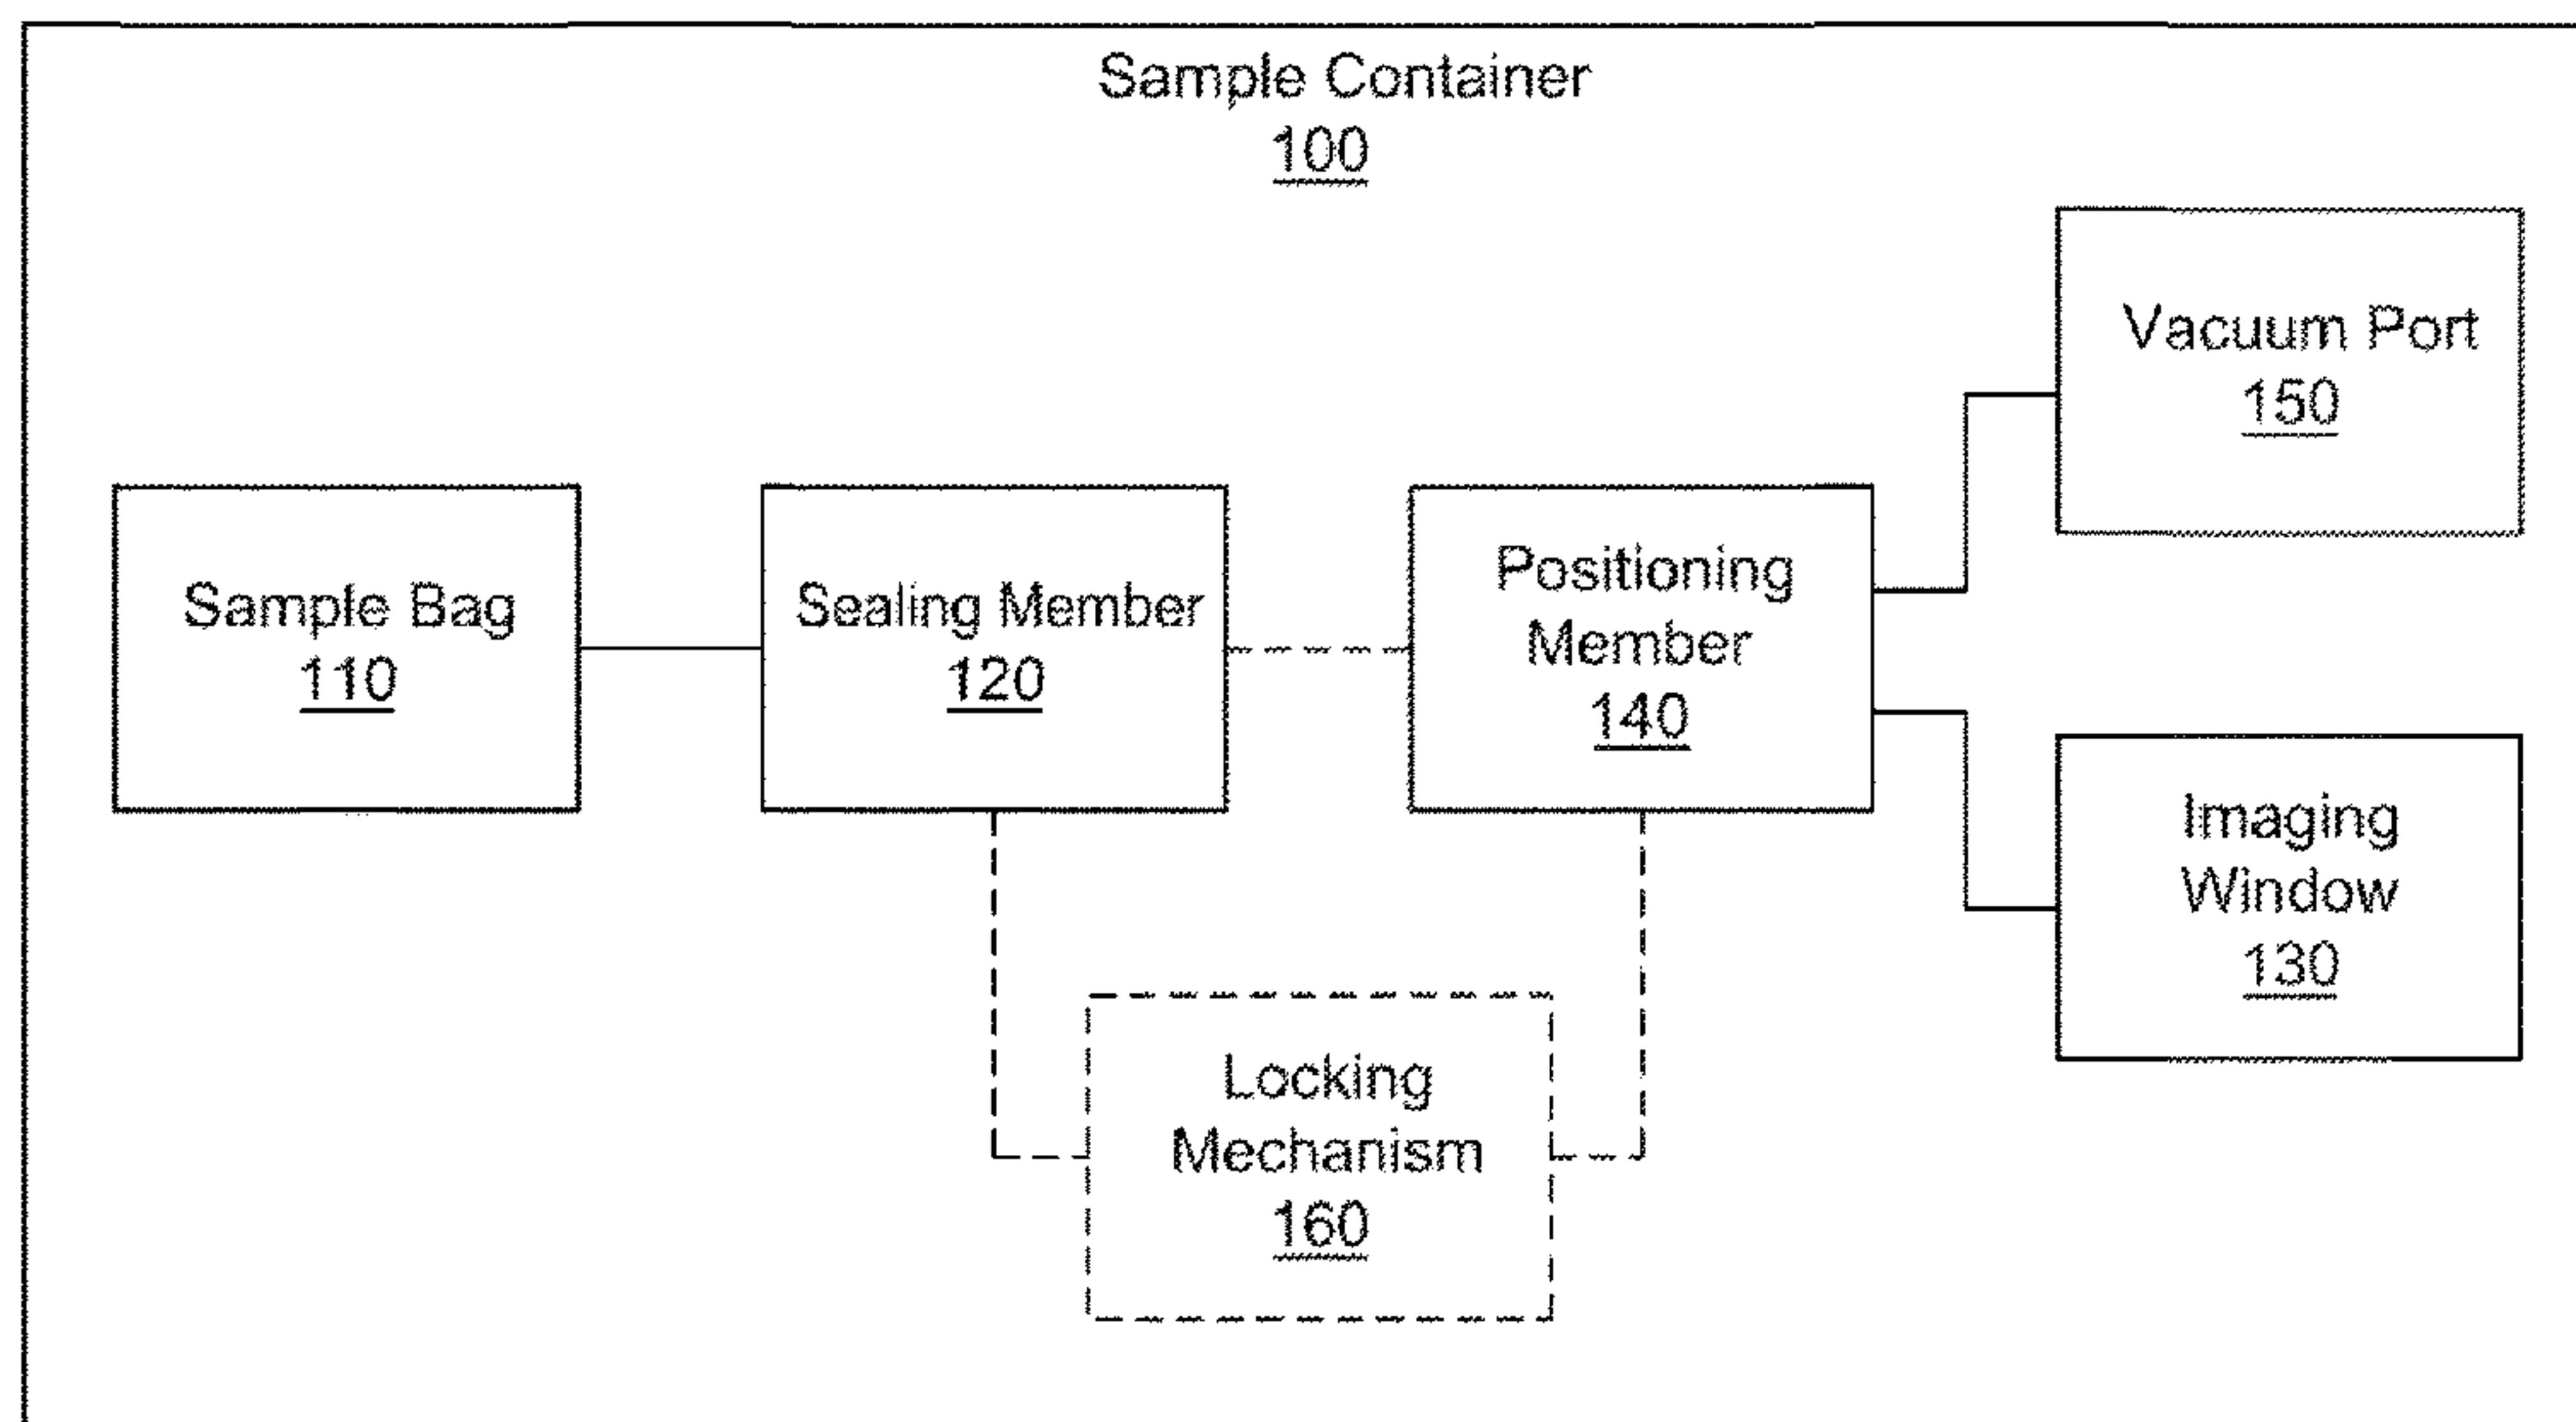 Sample Container
100
Vacuum Port
150
Sample Bag
110
Sealing Member
120
Positioning
Member
140
Imaging
Window
130
Locking
Mechanism
160